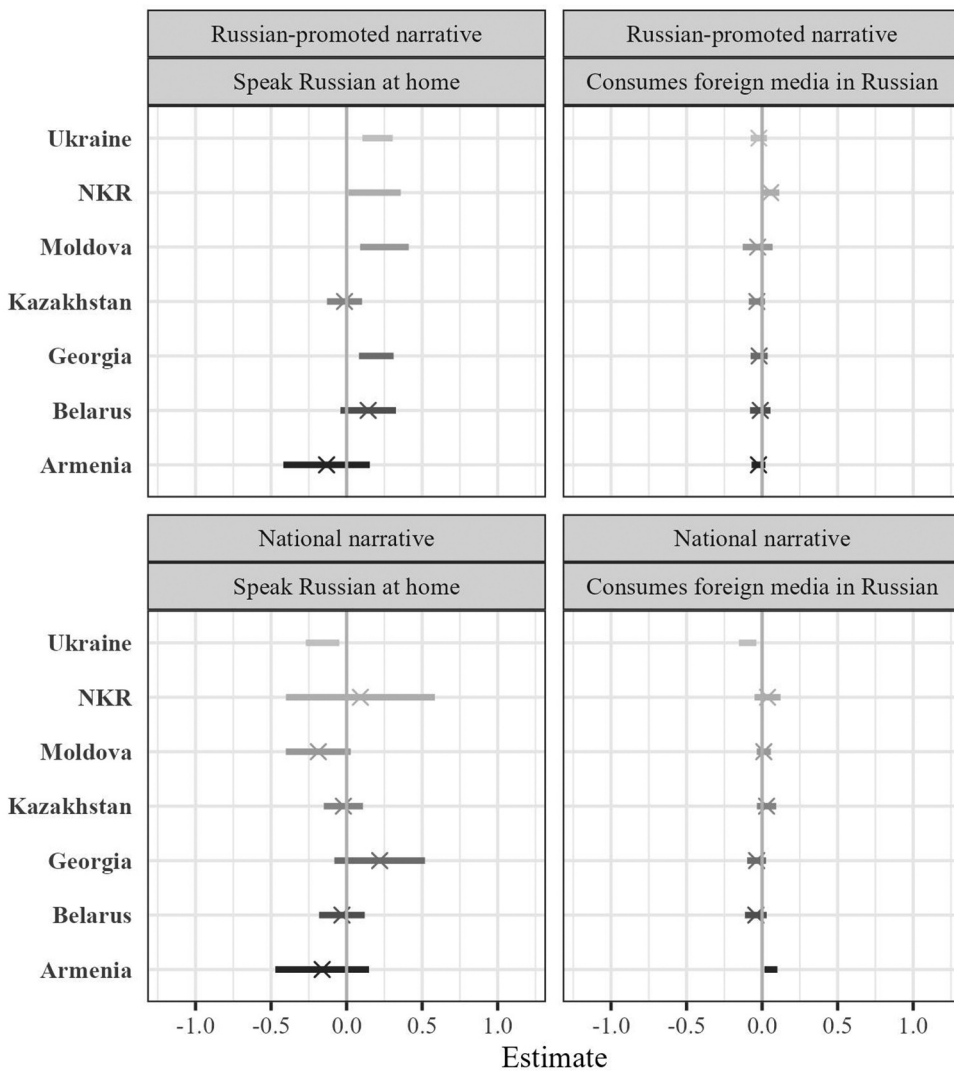 Russian-promoted narrative
Russian-promoted narrative
Speak Russian at home
Consumes foreign media in Russian
Ukraine
NKR
Moldova
Kazakhstan
Georgia
Belarus
Armenia
National narrative
National narrative
Speak Russian at home
Consumes foreign media in Russian
Ukraine
NKR
Moldova
Kazakhstan
Georgia
Belarus
Armenia
-1.0 -0.5 0.0 0.5 1.0
-1.0 -0.5 0.0 0.5 1.0
Estimate